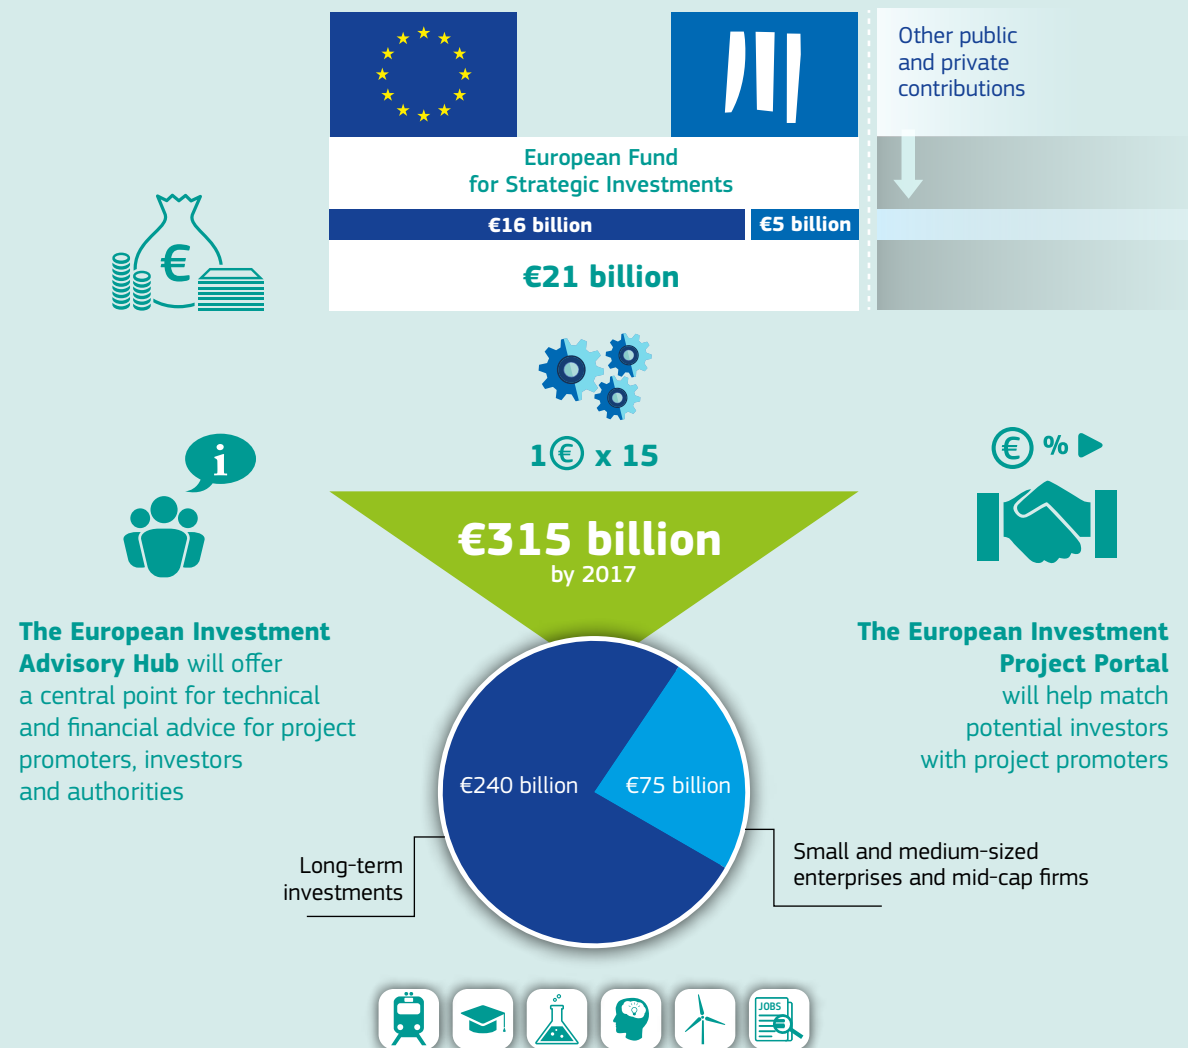 Other public
and private
contributions
European Fund
for Strategic Investments
€16 billion
€5 billion
€21 billion
€
1 € x 15
i
€ %
€315 billion
by 2017
The European Investment
Advisory Hub will offer
a central point for technical
and financial advice for project
promoters, investors
and authorities
The European Investment
Project Portal
will help match
potential investors
with project promoters
€240 billion
€75 billion
Long-term
investments
Small and medium-sized
enterprises and mid-cap firms
JOBS
€